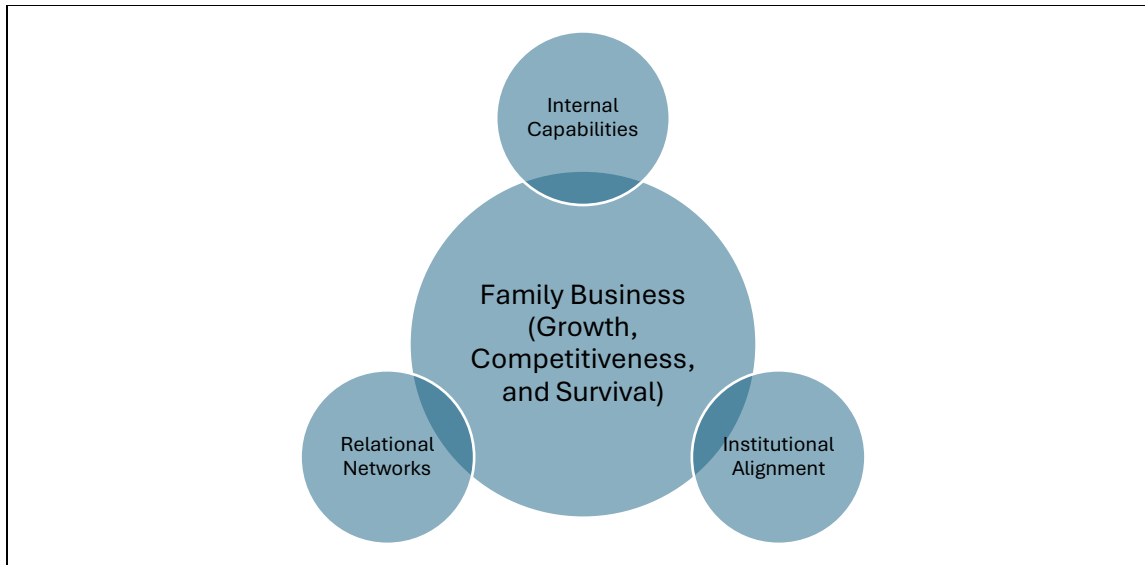 Internal
Capabilities
Family Business
(Growth,
Competitiveness,
and Survival)
Relational
Networks
Institutional
Alignment